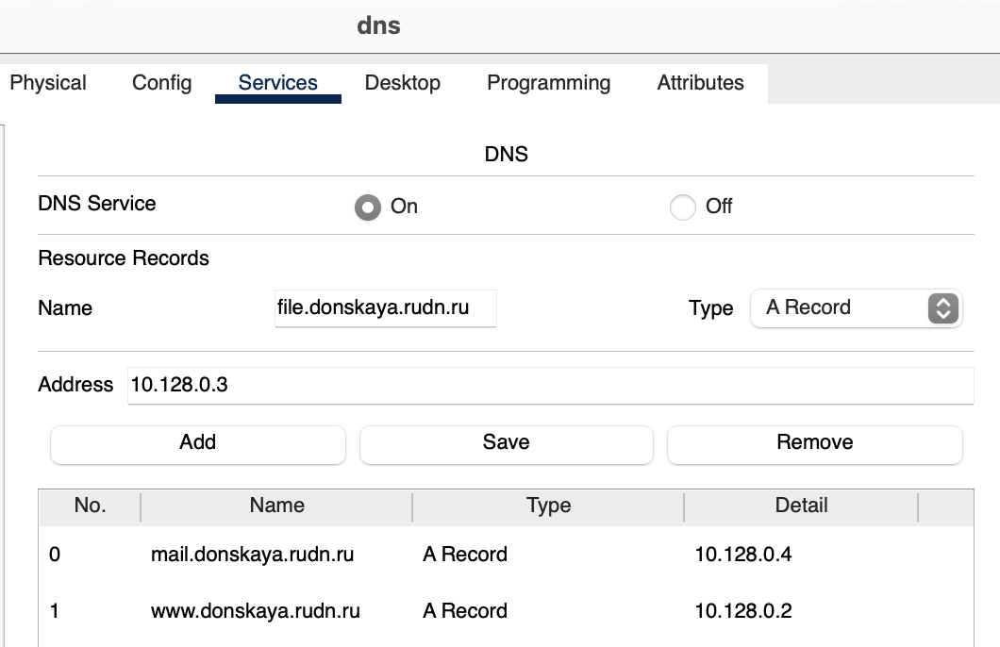 dns
Physical Config Services Desktop Programming Attributes
DNS
DNS Service On Off
Resource Records
Name file.donskaya.rudn.ru Type A Record
Address 10.128.0.3
Add Save Remove
No. Name Type Detail
0 mail.donskaya.rudn.ru A Record 10.128.0.4
1 www.donskaya.rudn.ru A Record 10.128.0.2